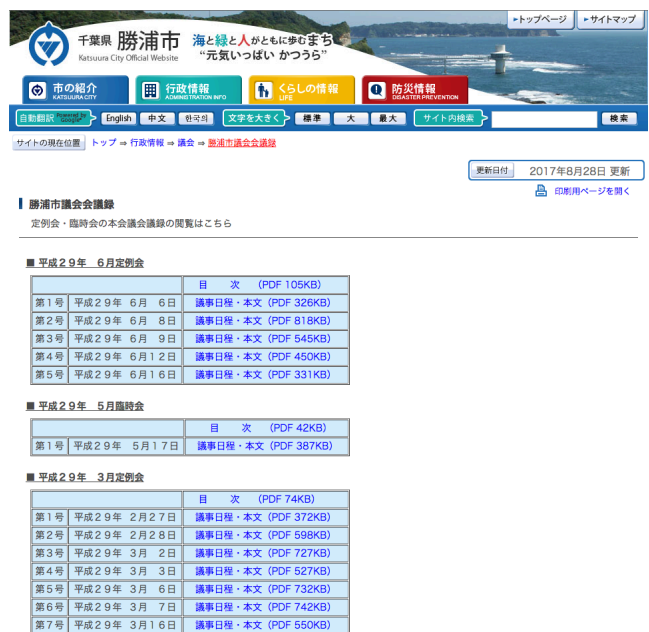 ▶トップページ ▶サイトマップ
千葉県 勝浦市 海と緑と人がともに歩むまち
Katsuura City Official Website “元気いっぱい かつうら”
市の紹介 行政情報 くらしの情報 防災情報
KATSUURA CITY ADMINISTRATION INFO LIFE DISASTER PREVENTION
自動翻訳 Powered by Google English 中文 한국의 文字を大きく 標準 大 最大 サイト内検索 検索
サイトの現在位置 トップ ⇒ 行政情報 ⇒ 議会 ⇒ 勝浦市議会会議録
更新日付 2017年8月28日 更新
印刷用ページを開く
勝浦市議会会議録
定例会・臨時会の本会議会議録の閲覧はこちら
■ 平成29年 6月定例会
目 次 (PDF 105KB)
第1号 平成29年 6月 6日 議事日程・本文 (PDF 326KB)
第2号 平成29年 6月 8日 議事日程・本文 (PDF 818KB)
第3号 平成29年 6月 9日 議事日程・本文 (PDF 545KB)
第4号 平成29年 6月12日 議事日程・本文 (PDF 450KB)
第5号 平成29年 6月16日 議事日程・本文 (PDF 331KB)
■ 平成29年 5月臨時会
目 次 (PDF 42KB)
第1号 平成29年 5月17日 議事日程・本文 (PDF 387KB)
■ 平成29年 3月定例会
目 次 (PDF 74KB)
第1号 平成29年 2月27日 議事日程・本文 (PDF 372KB)
第2号 平成29年 2月28日 議事日程・本文 (PDF 598KB)
第3号 平成29年 3月 2日 議事日程・本文 (PDF 727KB)
第4号 平成29年 3月 3日 議事日程・本文 (PDF 527KB)
第5号 平成29年 3月 6日 議事日程・本文 (PDF 732KB)
第6号 平成29年 3月 7日 議事日程・本文 (PDF 742KB)
第7号 平成29年 3月16日 議事日程・本文 (PDF 550KB)